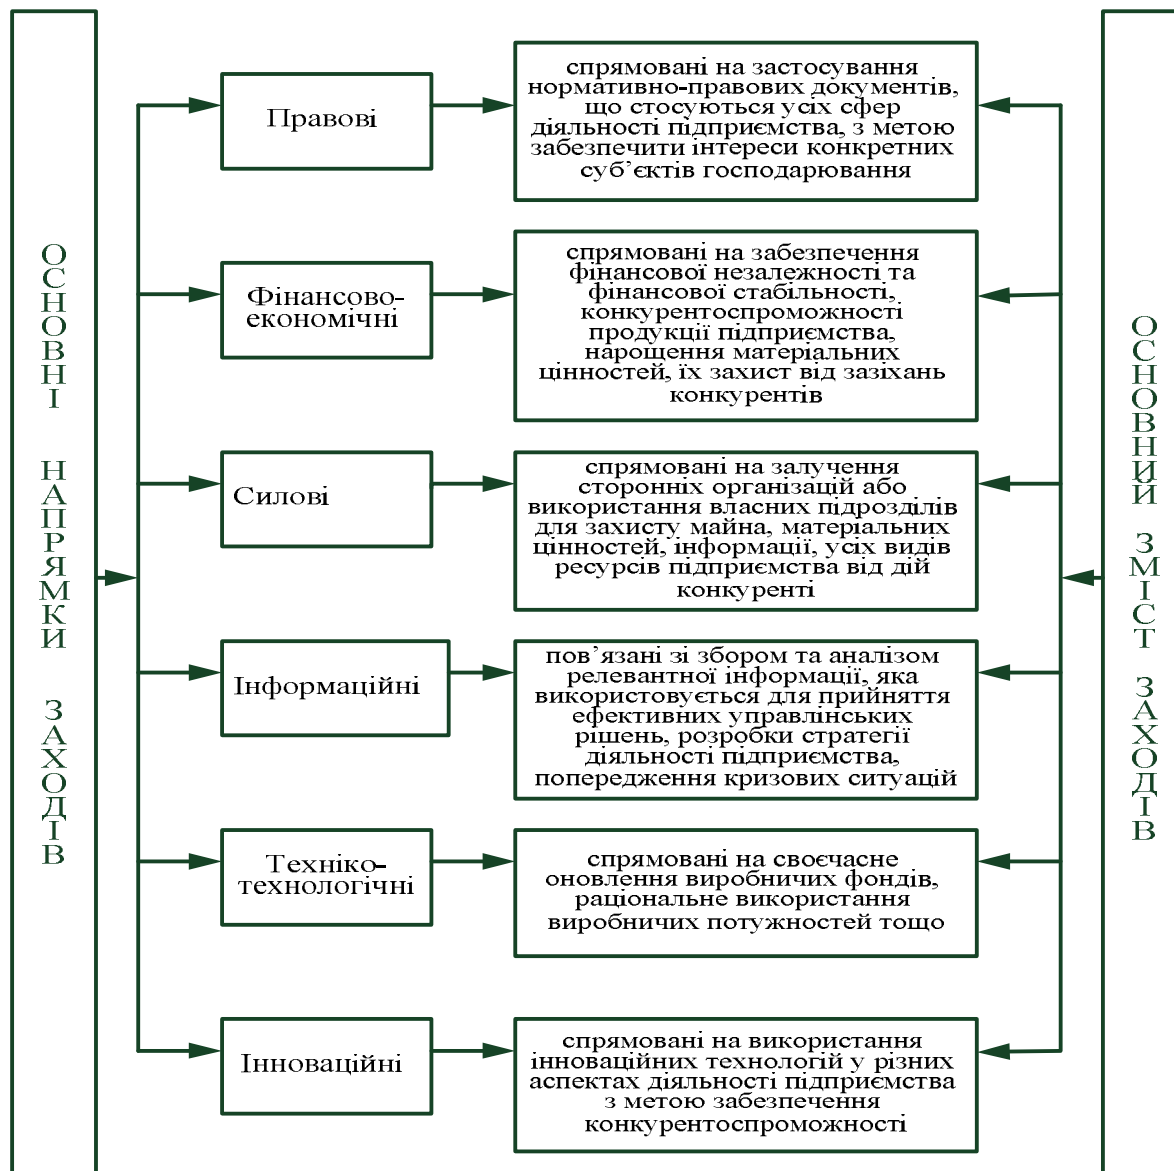 ОСНОВНІ НАПРЯМКИ ЗАХОДІВ
Правові
спрямовані на застосування
нормативно-правових документів,
що стосуються усіх сфер
діяльності підприємства, з метою
забезпечити інтереси конкретних
суб’єктів господарювання
Фінансово-
економічні
спрямовані на забезпечення
фінансової незалежності та
фінансової стабільності,
конкурентоспроможності
продукції підприємства,
нарощення матеріальних
цінностей, їх захист від зазіхань
конкурентів
Силові
спрямовані на залучення
сторонніх організацій або
використання власних підрозділів
для захисту майна, матеріальних
цінностей, інформації, усіх видів
ресурсів підприємства від дій
конкуренті
Інформаційні
пов’язані зі збором та аналізом
релевантної інформації, яка
використовується для прийняття
ефективних управлінських
рішень, розробки стратегії
діяльності підприємства,
попередження кризових ситуацій
Техніко-
технологічні
спрямовані на своєчасне
оновлення виробничих фондів,
раціональне використання
виробничих потужностей тощо
Інноваційні
спрямовані на використання
інноваційних технологій у різних
аспектах діяльності підприємства
з метою забезпечення
конкурентоспроможності
ОСНОВНИЙ ЗМІСТ ЗАХОДІВ